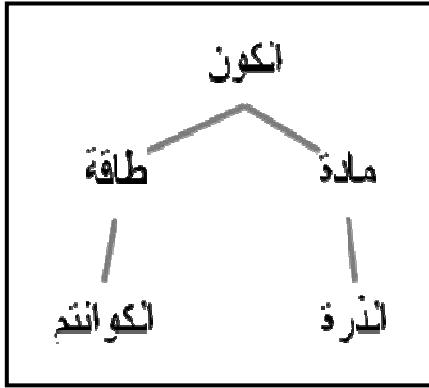 الكون
مادة طاقة
الذرة الكوانتم